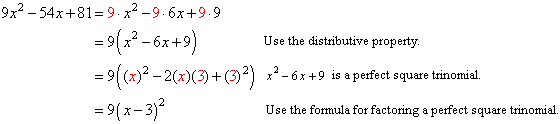 9x² − 54x + 81 = 9 · x² − 9 · 6x + 9 · 9
= 9(x² − 6x + 9) Use the distributive property.
= 9((x)² − 2(x)(3) + (3)²) x² − 6x + 9 is a perfect square trinomial.
= 9(x − 3)² Use the formula for factoring a perfect square trinomial.